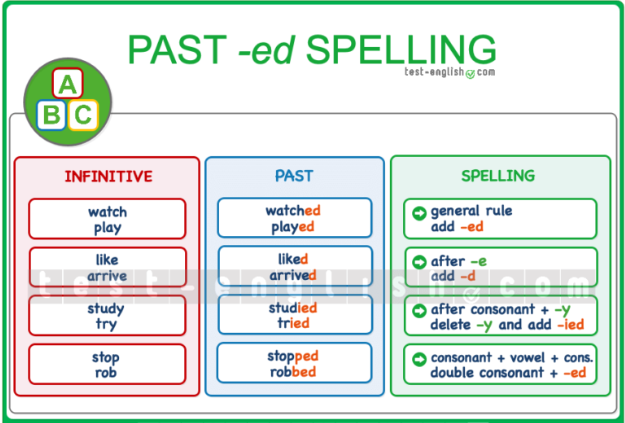 PAST -ed SPELLING
test-english.com
A
B C
INFINITIVE
watch
play
like
arrive
study
try
stop
rob
PAST
watched
played
liked
arrived
studied
tried
stopped
robbed
SPELLING
general rule
add -ed
after -e
add -d
after consonant + -y
delete -y and add -ied
consonant + vowel + cons.
double consonant + -ed
test-english.com